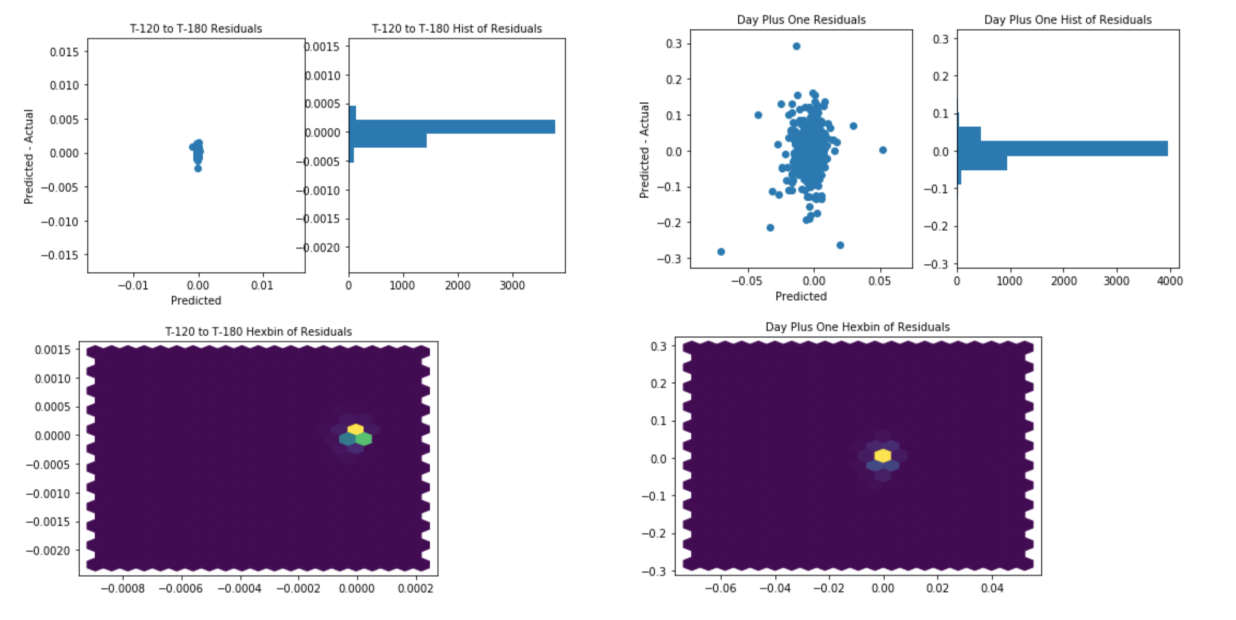 T-120 to T-180 Residuals
Predicted - Actual
0.015
0.010
0.005
0.000
−0.005
−0.010
−0.015
−0.01 0.00 0.01
Predicted
T-120 to T-180 Hist of Residuals
0.0015
0.0010
0.0005
0.0000
−0.0005
−0.0010
−0.0015
−0.0020
0 1000 2000 3000
Day Plus One Residuals
Predicted - Actual
0.3
0.2
0.1
0.0
−0.1
−0.2
−0.3
−0.05 0.00 0.05
Predicted
Day Plus One Hist of Residuals
0.3
0.2
0.1
0.0
−0.1
−0.2
−0.3
0 1000 2000 3000 4000
T-120 to T-180 Hexbin of Residuals
0.0015
0.0010
0.0005
0.0000
−0.0005
−0.0010
−0.0015
−0.0020
−0.0008 −0.0006 −0.0004 −0.0002 0.0000 0.0002
Day Plus One Hexbin of Residuals
0.3
0.2
0.1
0.0
−0.1
−0.2
−0.3
−0.06 −0.04 −0.02 0.00 0.02 0.04